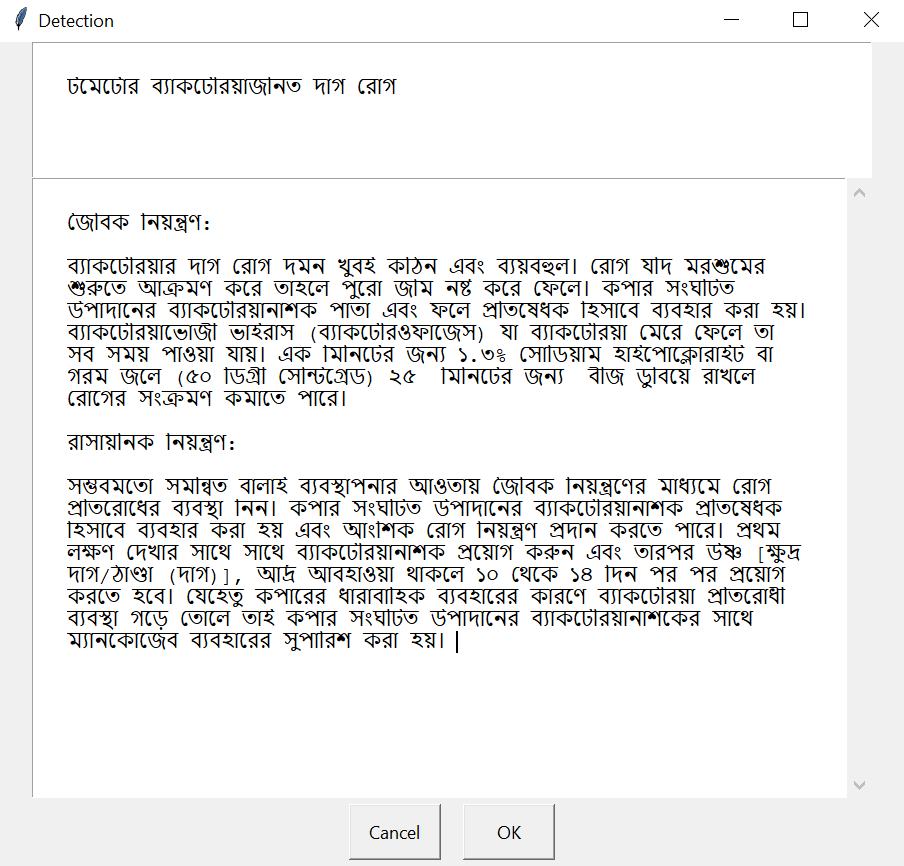 Detection
টমেটোর ব্যাকটেরিয়াজনিত দাগ রোগ
জৈবিক নিয়ন্ত্রণ:
ব্যাকটেরিয়ার দাগ রোগ দমন খুবই কঠিন এবং ব্যয়বহুল। রোগ যদি মরশুমের
শুরুতে আক্রমণ করে তাহলে পুরো জমি নষ্ট করে ফেলে। কপার সংঘটিত
উপাদানের ব্যাকটেরিয়ানাশক পাতা এবং ফলে প্রতিষেধক হিসাবে ব্যবহার করা হয়।
ব্যাকটেরিয়াভোজী ভাইরাস (ব্যাকটেরিওফাজেস) যা ব্যাকটেরিয়া মেরে ফেলে তা
সব সময় পাওয়া যায়। এক মিনিটের জন্য ১.৩% সোডিয়াম হাইপোক্লোরাইট বা
গরম জলে (৫০ ডিগ্রী সেন্টিগ্রেড) ২৫ মিনিটের জন্য বীজ ডুবিয়ে রাখলে
রোগের সংক্রমণ কমাতে পারে।
রাসায়নিক নিয়ন্ত্রণ:
সম্ভবমতো সমন্বিত বালাই ব্যবস্থাপনার আওতায় জৈবিক নিয়ন্ত্রণের মাধ্যমে রোগ
প্রতিরোধের ব্যবস্থা নিন। কপার সংঘটিত উপাদানের ব্যাকটেরিয়ানাশক প্রতিষেধক
হিসাবে ব্যবহার করা হয় এবং আংশিক রোগ নিয়ন্ত্রণ প্রদান করতে পারে। প্রথম
লক্ষণ দেখার সাথে সাথে ব্যাকটেরিয়ানাশক প্রয়োগ করুন এবং তারপর উষ্ণ [ক্ষুদ্র
দাগ/ঠাণ্ডা (দাগ)], আর্দ্র আবহাওয়া থাকলে ১০ থেকে ১৪ দিন পর পর প্রয়োগ
করতে হবে। যেহেতু কপারের ধারাবাহিক ব্যবহারের কারণে ব্যাকটেরিয়া প্রতিরোধী
ব্যবস্থা গড়ে তোলে তাই কপার সংঘটিত উপাদানের ব্যাকটেরিয়ানাশকের সাথে
ম্যানকোজেব ব্যবহারের সুপারিশ করা হয়।
Cancel OK